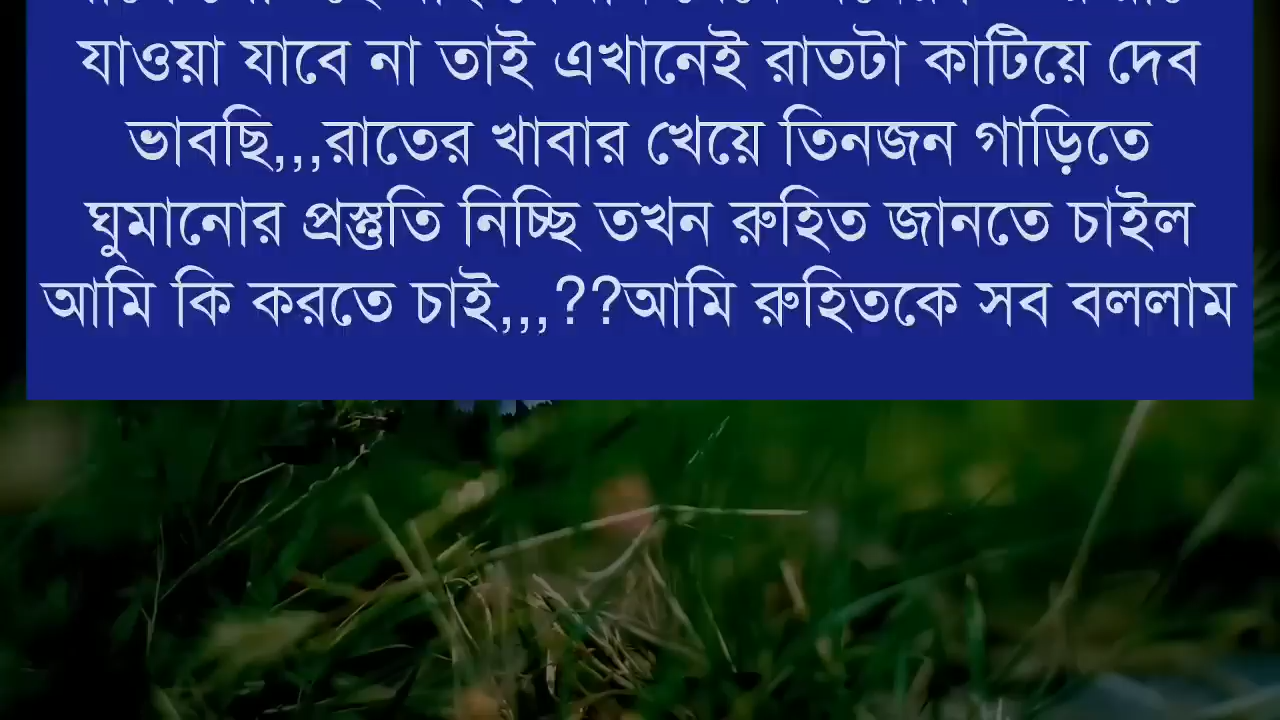 যাওয়া যাবে না তাই এখানেই রাতটা কাটিয়ে দেব
ভাবছি,,,রাতের খাবার খেয়ে তিনজন গাড়িতে
ঘুমানোর প্রস্তুতি নিচ্ছি তখন রুহিত জানতে চাইল
আমি কি করতে চাই,,,??আমি রুহিতকে সব বললাম